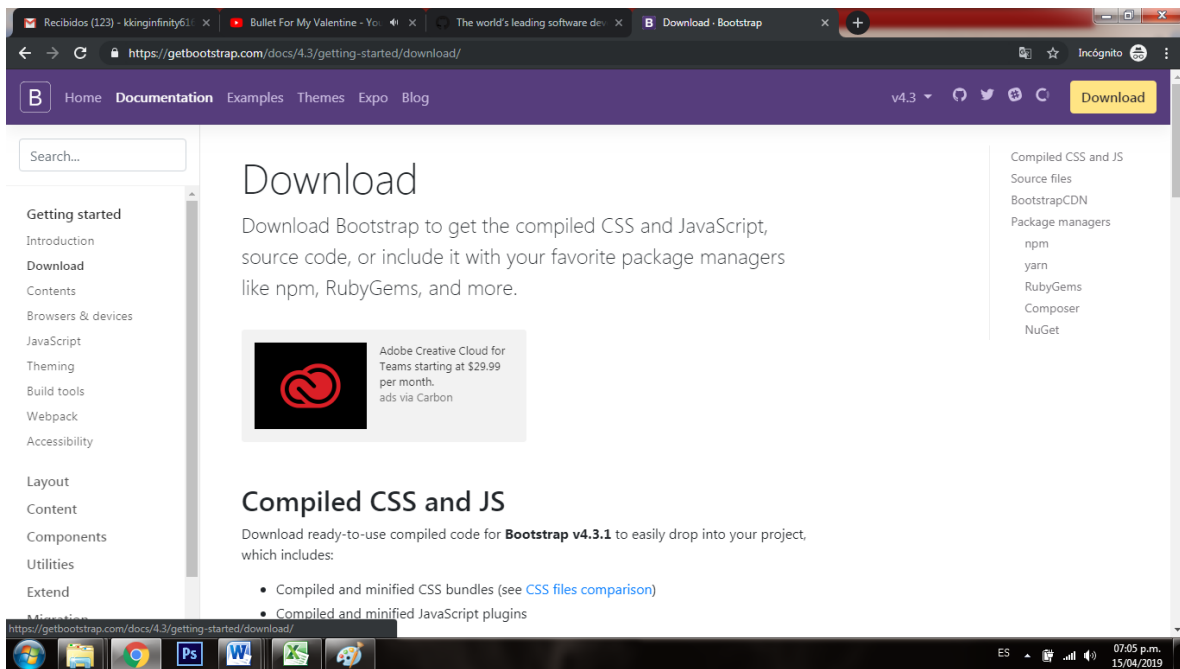 Recibidos (123) - kkinginfinity61
Bullet For My Valentine - You
The world's leading software dev
B Download · Bootstrap
https://getbootstrap.com/docs/4.3/getting-started/download/
Incógnito
B Home Documentation Examples Themes Expo Blog
v4.3
Download
Search...
Getting started
Introduction
Download
Contents
Browsers & devices
JavaScript
Theming
Build tools
Webpack
Accessibility
Layout
Content
Components
Utilities
Extend
Migration
Download
Download Bootstrap to get the compiled CSS and JavaScript,
source code, or include it with your favorite package managers
like npm, RubyGems, and more.
Adobe Creative Cloud for
Teams starting at $29.99
per month.
ads via Carbon
Compiled CSS and JS
Download ready-to-use compiled code for Bootstrap v4.3.1 to easily drop into your project,
which includes:
• Compiled and minified CSS bundles (see CSS files comparison)
• Compiled and minified JavaScript plugins
Compiled CSS and JS
Source files
BootstrapCDN
Package managers
npm
yarn
RubyGems
Composer
NuGet
https://getbootstrap.com/docs/4.3/getting-started/download/
Ps
W
ES
07:05 p.m.
15/04/2019